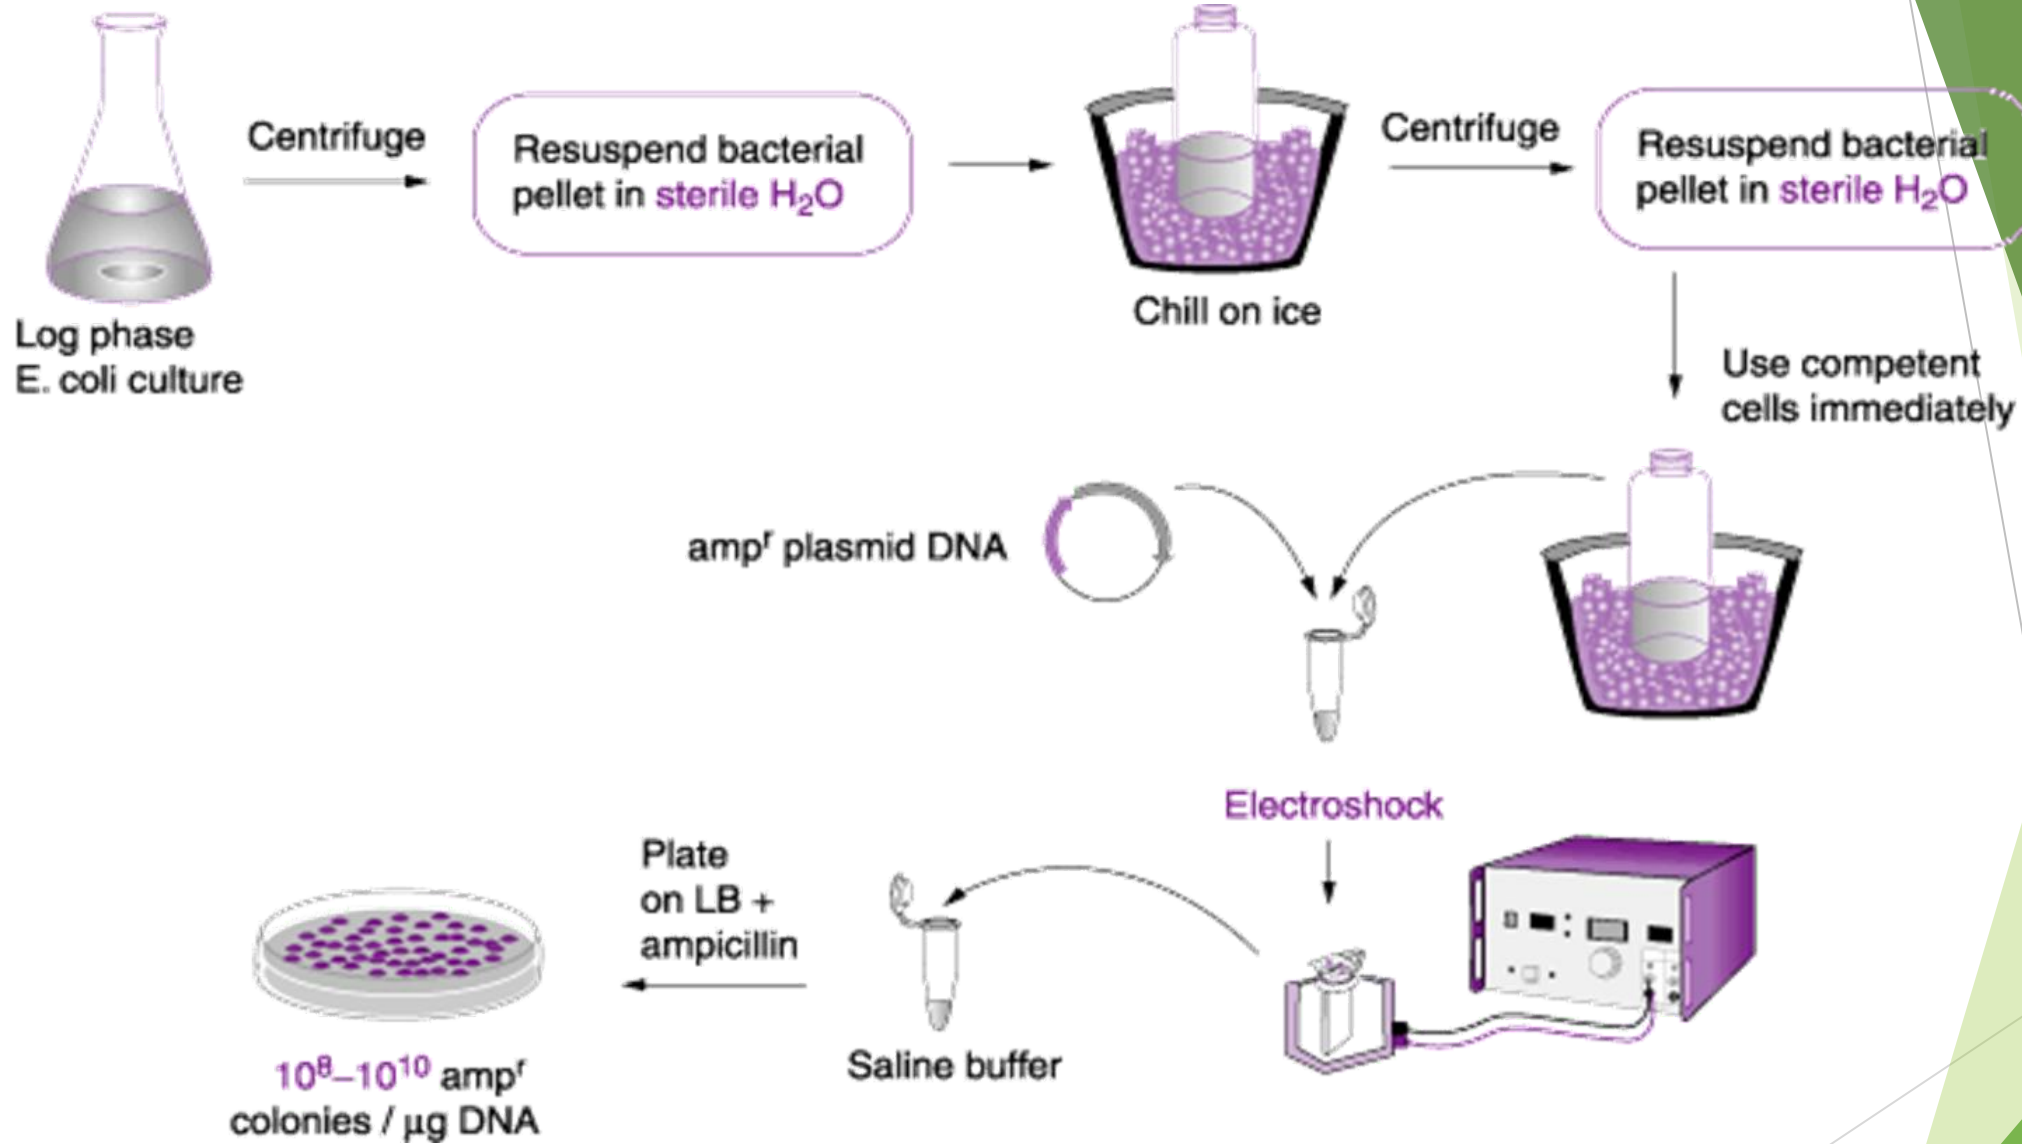 Log phase
E. coli culture
Centrifuge
Resuspend bacterial
pellet in sterile H₂O
Chill on ice
Centrifuge
Resuspend bacterial
pellet in sterile H₂O
Use competent
cells immediately
ampʳ plasmid DNA
Electroshock
Saline buffer
Plate
on LB +
ampicillin
10⁸–10¹⁰ ampʳ
colonies / μg DNA